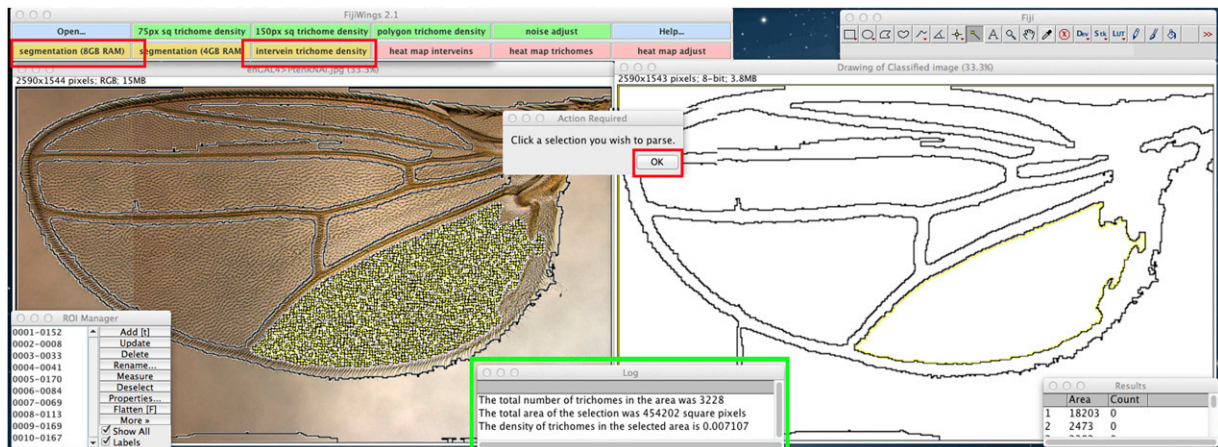 FijiWings 2.1
Open...
75px sq trichome density
150px sq trichome density
polygon trichome density
noise adjust
Help...
segmentation (8GB RAM)
segmentation (4GB RAM
intervein trichome density
heat map interveins
heat map trichomes
heat map adjust
Fiji
Dev Stk LUT
>>
(33.3%)
2590x1544 pixels; RGB; 15MB
Drawing of Classified image (33.3%)
2590x1543 pixels; 8-bit; 3.8MB
Action Required
Click a selection you wish to parse.
OK
ROI Manager
0001-0152
0002-0008
0003-0033
0004-0041
0005-0170
0006-0084
0007-0069
0008-0113
0009-0169
0010-0167
Add [t]
Update
Delete
Rename...
Measure
Deselect
Properties...
Flatten [F]
More »
Show All
Labels
Log
The total number of trichomes in the area was 3228
The total area of the selection was 454202 square pixels
The density of trichomes in the selected area is 0.007107
Results
Area Count
1 18203 0
2 2473 0